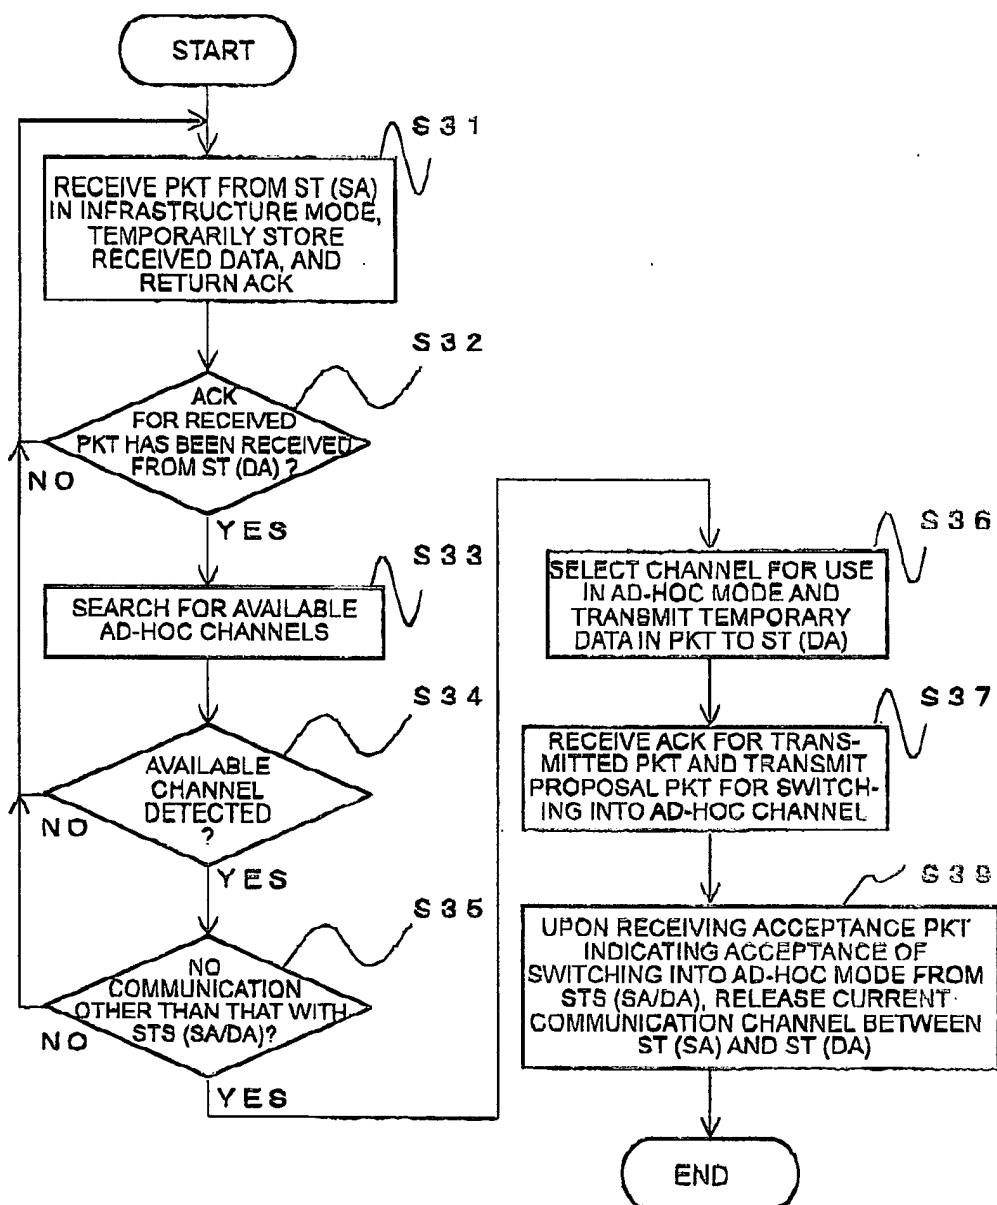 START
S31
RECEIVE PKT FROM ST (SA)
IN INFRASTRUCTURE MODE,
TEMPORARILY STORE
RECEIVED DATA, AND
RETURN ACK
S32
ACK
FOR RECEIVED
PKT HAS BEEN RECEIVED
FROM ST (DA) ?
NO
YES
S33
SEARCH FOR AVAILABLE
AD-HOC CHANNELS
S34
AVAILABLE
CHANNEL
DETECTED
?
NO
YES
S35
NO
COMMUNICATION
OTHER THAN THAT WITH
STS (SA/DA)?
NO
YES
S36
SELECT CHANNEL FOR USE
IN AD-HOC MODE AND
TRANSMIT TEMPORARY
DATA IN PKT TO ST (DA)
S37
RECEIVE ACK FOR TRANS-
MITTED PKT AND TRANSMIT
PROPOSAL PKT FOR SWITCH-
ING INTO AD-HOC CHANNEL
UPON RECEIVING ACCEPTANCE PKT
INDICATING ACCEPTANCE OF
SWITCHING INTO AD-HOC MODE FROM
STS (SA/DA), RELEASE CURRENT
COMMUNICATION CHANNEL BETWEEN
ST (SA) AND ST (DA)
END